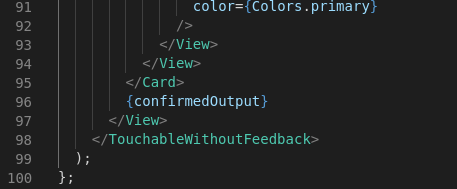 91 color={Colors.primary}
92 />
93 </View>
94 </View>
95 </Card>
96 {confirmedOutput}
97 </View>
98 </TouchableWithoutFeedback>
99 );
100 };